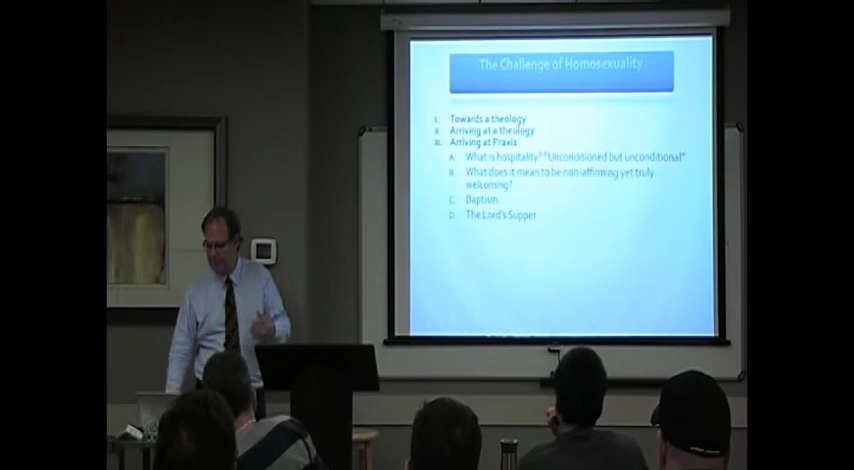 The Challenge of Homosexuality
I. Towards a theology
II. Arriving at a theology
III. Arriving at Praxis
A. What is hospitality? "Unconditioned but unconditional"
B. What does it mean to be non-affirming yet truly
welcoming?
C. Baptism
D. The Lord's Supper